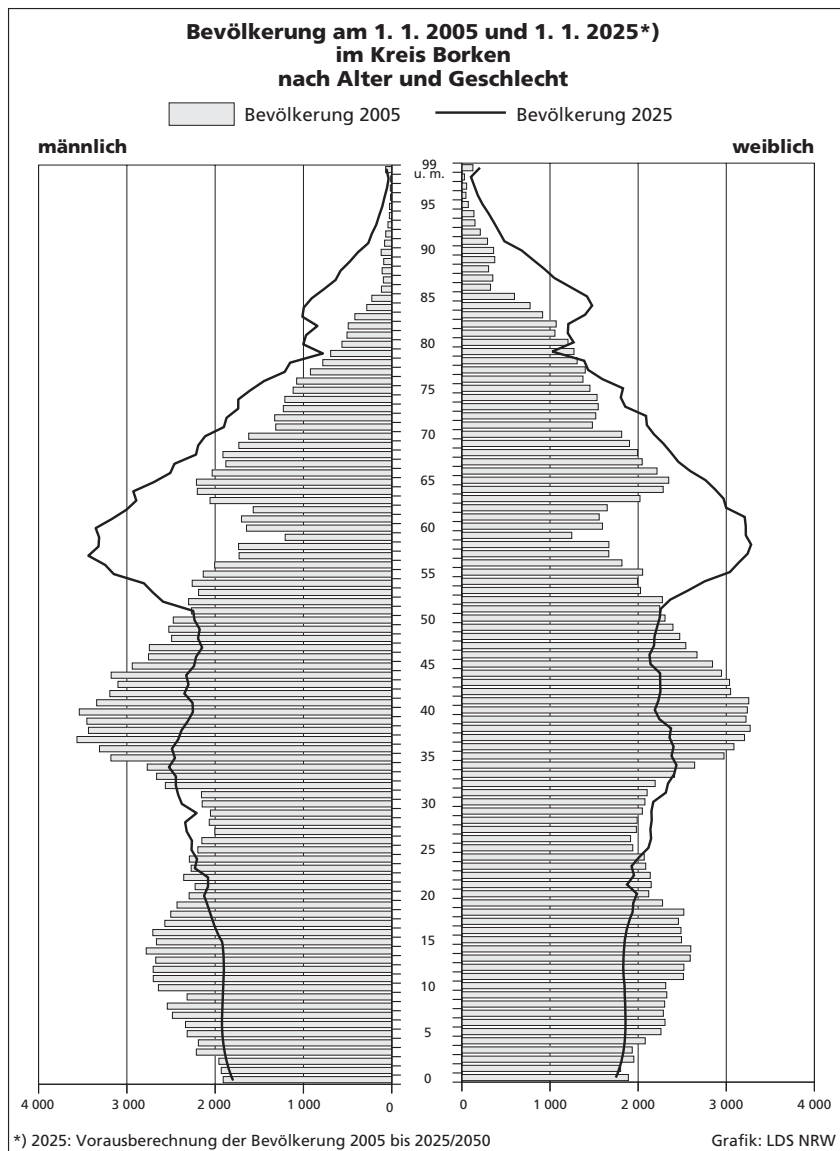 Bevölkerung am 1. 1. 2005 und 1. 1. 2025*)
im Kreis Borken
nach Alter und Geschlecht
Bevölkerung 2005
Bevölkerung 2025
männlich
weiblich
99
u. m.
95
90
85
80
75
70
65
60
55
50
45
40
35
30
25
20
15
10
5
0
4 000 3 000 2 000 1 000 0
0 1 000 2 000 3 000 4 000
*) 2025: Vorausberechnung der Bevölkerung 2005 bis 2025/2050
Grafik: LDS NRW